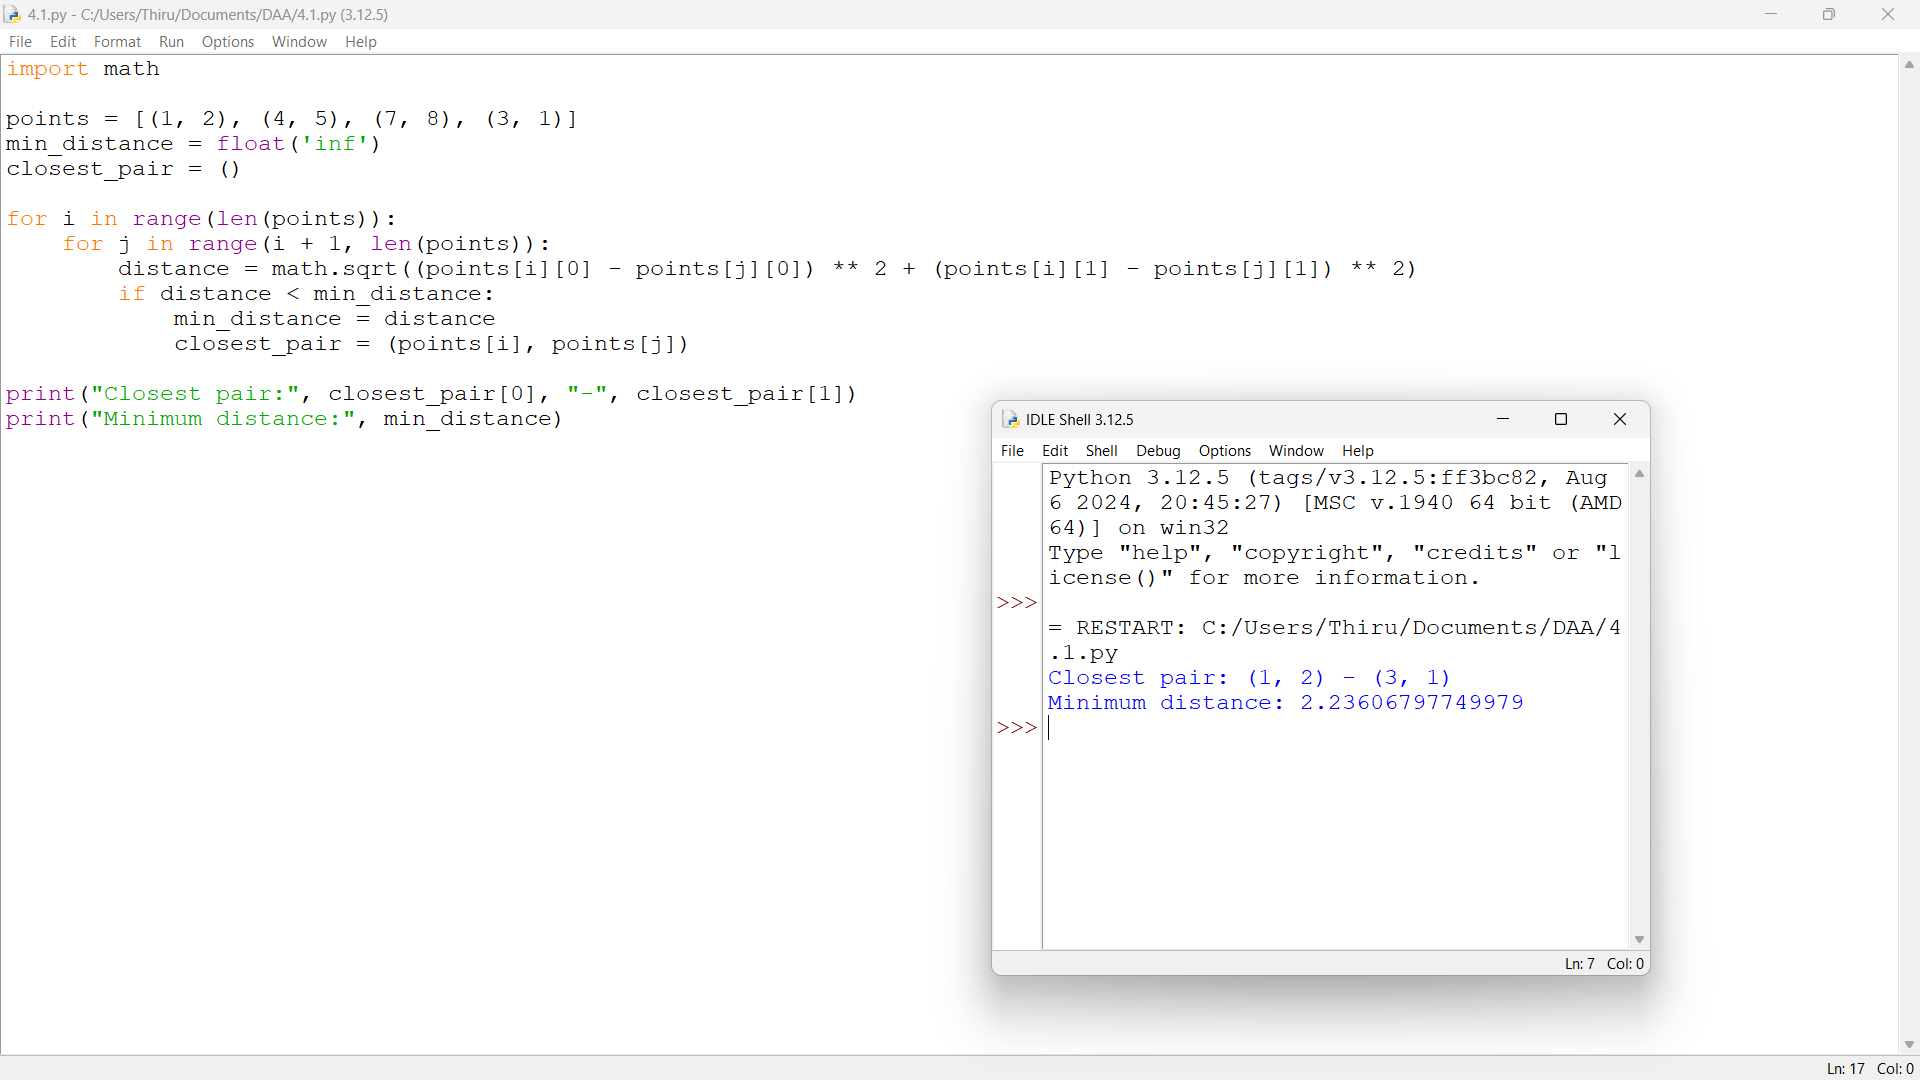 4.1.py - C:/Users/Thiru/Documents/DAA/4.1.py (3.12.5)
File Edit Format Run Options Window Help
import math
points = [(1, 2), (4, 5), (7, 8), (3, 1)]
min_distance = float('inf')
closest_pair = ()
for i in range(len(points)):
    for j in range(i + 1, len(points)):
        distance = math.sqrt((points[i][0] - points[j][0]) ** 2 + (points[i][1] - points[j][1]) ** 2)
        if distance < min_distance:
            min_distance = distance
            closest_pair = (points[i], points[j])
print("Closest pair:", closest_pair[0], "-", closest_pair[1])
print("Minimum distance:", min_distance)
IDLE Shell 3.12.5
File Edit Shell Debug Options Window Help
Python 3.12.5 (tags/v3.12.5:ff3bc82, Aug
6 2024, 20:45:27) [MSC v.1940 64 bit (AMD
64)] on win32
Type "help", "copyright", "credits" or "l
icense()" for more information.
>>>
= RESTART: C:/Users/Thiru/Documents/DAA/4
.1.py
Closest pair: (1, 2) - (3, 1)
Minimum distance: 2.23606797749979
>>>
Ln: 7 Col: 0
Ln: 17 Col: 0